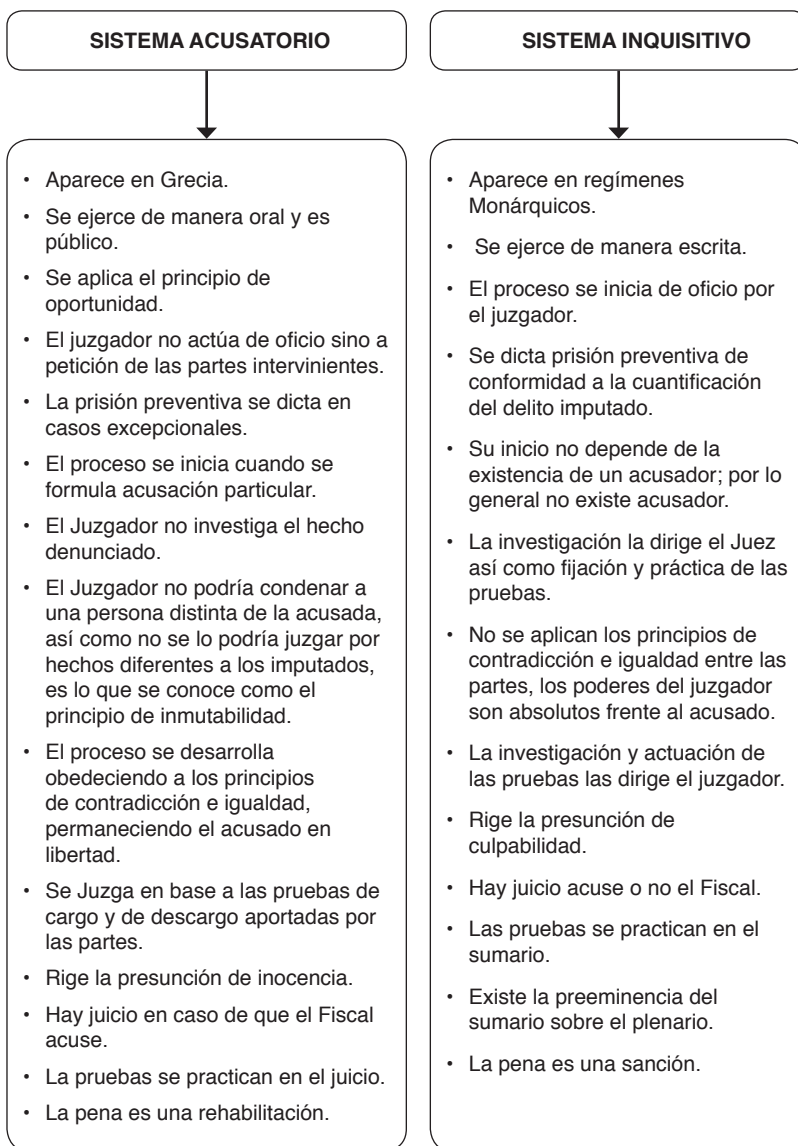 SISTEMA ACUSATORIO
• Aparece en Grecia.
• Se ejerce de manera oral y es
público.
• Se aplica el principio de
oportunidad.
• El juzgador no actúa de oficio sino a
petición de las partes intervinientes.
• La prisión preventiva se dicta en
casos excepcionales.
• El proceso se inicia cuando se
formula acusación particular.
• El Juzgador no investiga el hecho
denunciado.
• El Juzgador no podría condenar a
una persona distinta de la acusada,
así como no se lo podría juzgar por
hechos diferentes a los imputados,
es lo que se conoce como el
principio de inmutabilidad.
• El proceso se desarrolla
obedeciendo a los principios
de contradicción e igualdad,
permaneciendo el acusado en
libertad.
• Se Juzga en base a las pruebas de
cargo y de descargo aportadas por
las partes.
• Rige la presunción de inocencia.
• Hay juicio en caso de que el Fiscal
acuse.
• La pruebas se practican en el juicio.
• La pena es una rehabilitación.
SISTEMA INQUISITIVO
• Aparece en regímenes
Monárquicos.
• Se ejerce de manera escrita.
• El proceso se inicia de oficio por
el juzgador.
• Se dicta prisión preventiva de
conformidad a la cuantificación
del delito imputado.
• Su inicio no depende de la
existencia de un acusador; por lo
general no existe acusador.
• La investigación la dirige el Juez
así como fijación y práctica de las
pruebas.
• No se aplican los principios de
contradicción e igualdad entre las
partes, los poderes del juzgador
son absolutos frente al acusado.
• La investigación y actuación de
las pruebas las dirige el juzgador.
• Rige la presunción de
culpabilidad.
• Hay juicio acuse o no el Fiscal.
• Las pruebas se practican en el
sumario.
• Existe la preeminencia del
sumario sobre el plenario.
• La pena es una sanción.